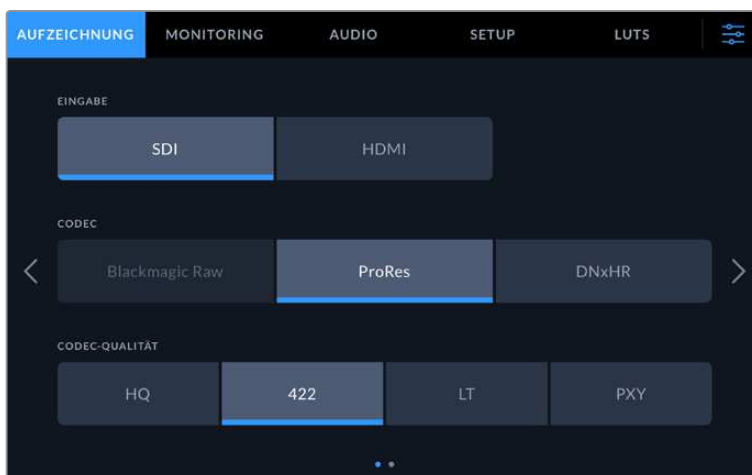 AUFZEICHNUNG MONITORING AUDIO SETUP LUTS
EINGABE
SDI HDMI
CODEC
Blackmagic Raw ProRes DNxHR
CODEC-QUALITÄT
HQ 422 LT PXY